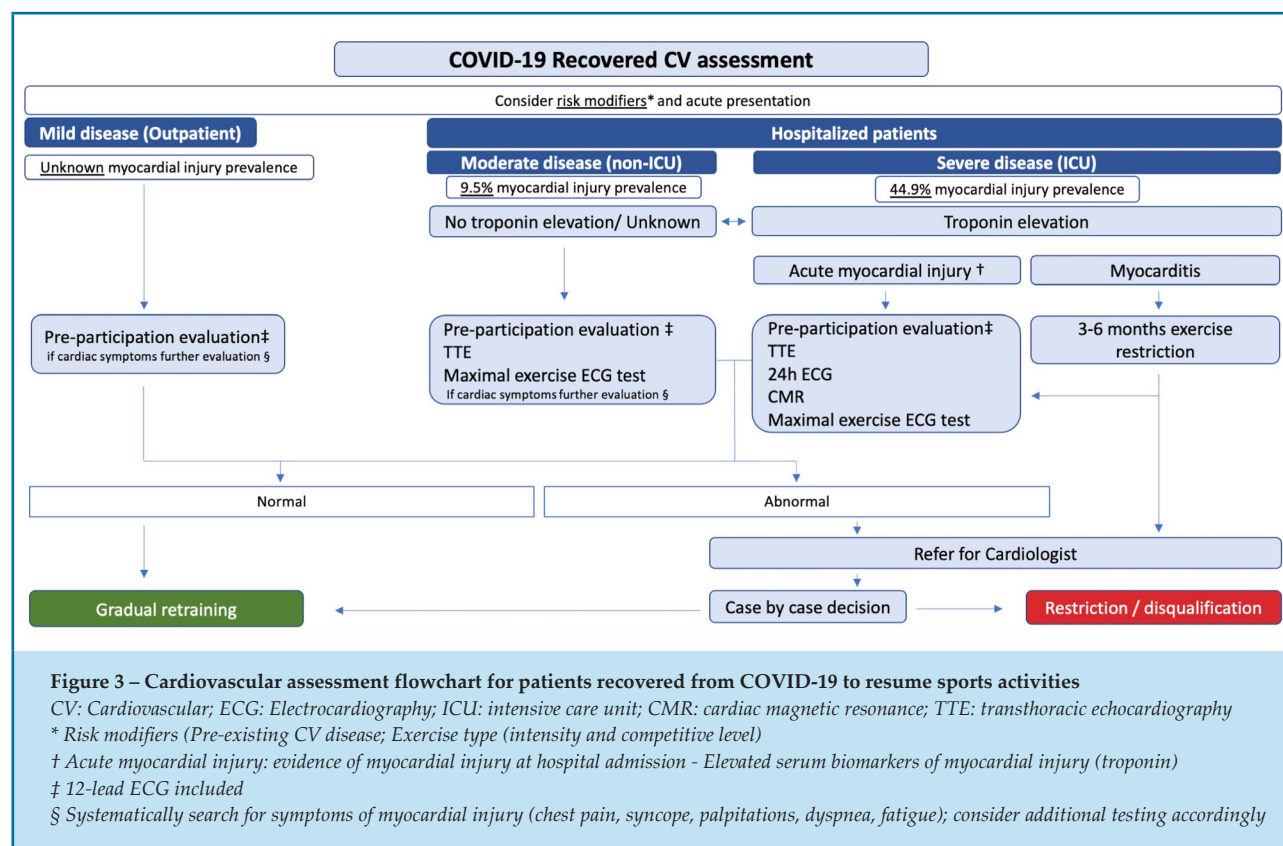 COVID-19 Recovered CV assessment
Consider risk modifiers* and acute presentation
Mild disease (Outpatient)
Unknown myocardial injury prevalence
Hospitalized patients
Moderate disease (non-ICU)
9.5% myocardial injury prevalence
No troponin elevation/ Unknown
Severe disease (ICU)
44.9% myocardial injury prevalence
Troponin elevation
Acute myocardial injury †
Myocarditis
Pre-participation evaluation‡
if cardiac symptoms further evaluation §
Pre-participation evaluation ‡
TTE
Maximal exercise ECG test
If cardiac symptoms further evaluation §
Pre-participation evaluation‡
TTE
24h ECG
CMR
Maximal exercise ECG test
3-6 months exercise
restriction
Normal
Abnormal
Refer for Cardiologist
Gradual retraining
Case by case decision
Restriction / disqualification
Figure 3 – Cardiovascular assessment flowchart for patients recovered from COVID-19 to resume sports activities
CV: Cardiovascular; ECG: Electrocardiography; ICU: intensive care unit; CMR: cardiac magnetic resonance; TTE: transthoracic echocardiography
* Risk modifiers (Pre-existing CV disease; Exercise type (intensity and competitive level)
† Acute myocardial injury: evidence of myocardial injury at hospital admission - Elevated serum biomarkers of myocardial injury (troponin)
‡ 12-lead ECG included
§ Systematically search for symptoms of myocardial injury (chest pain, syncope, palpitations, dyspnea, fatigue); consider additional testing accordingly